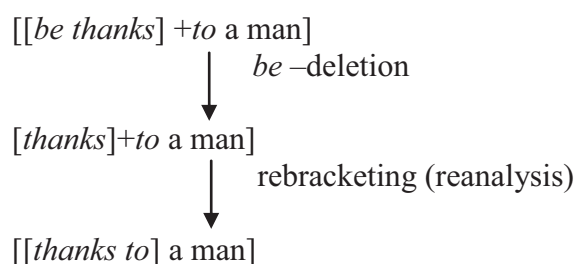 [[be thanks] +to a man]
be –deletion
[thanks]+to a man]
rebracketing (reanalysis)
[[thanks to] a man]